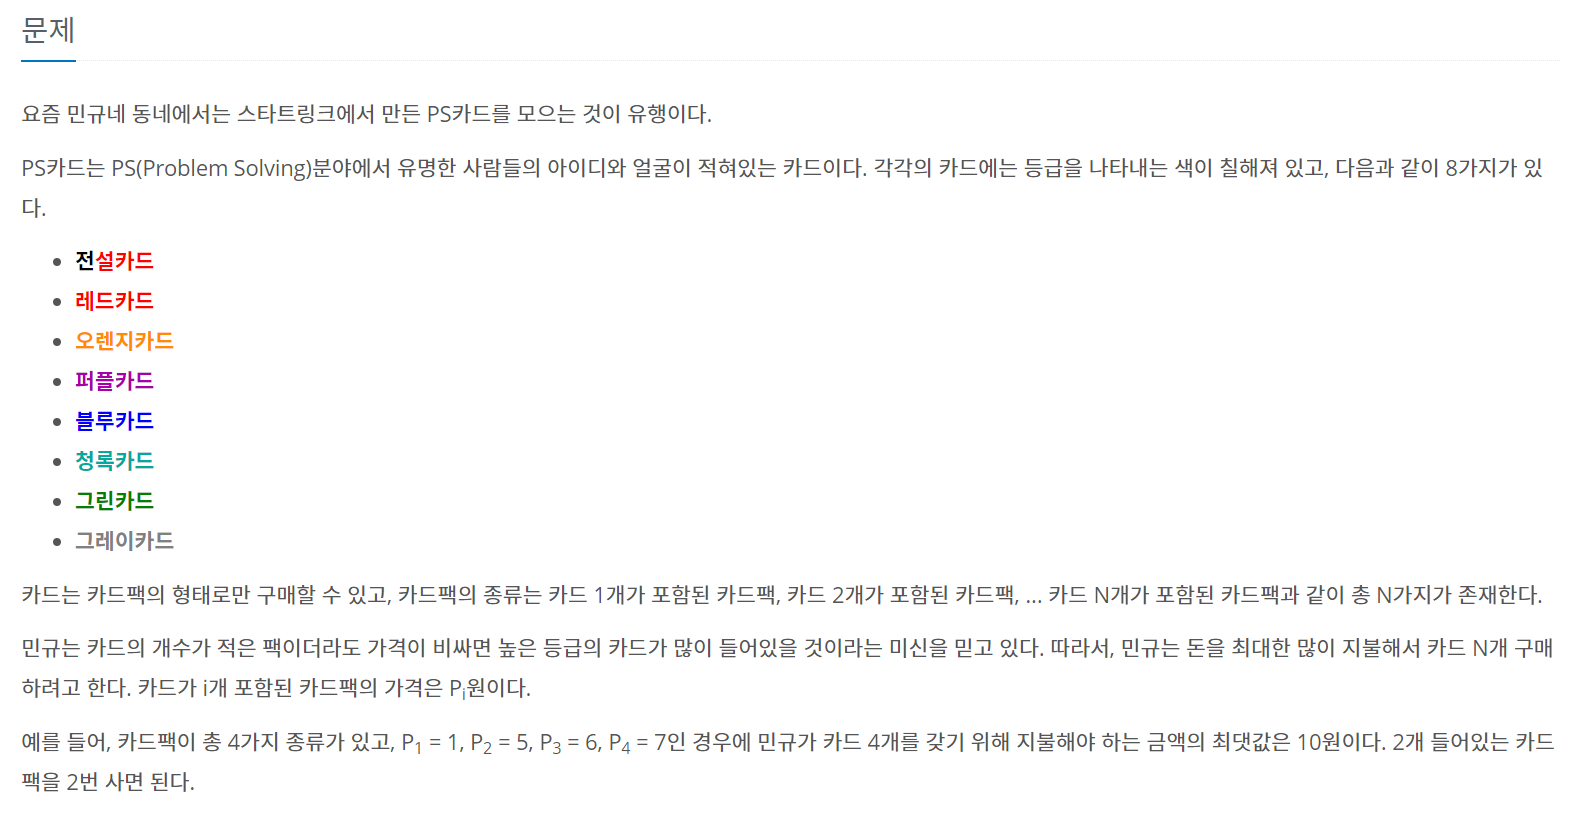 문제
요즘 민규네 동네에서는 스타트링크에서 만든 PS카드를 모으는 것이 유행이다.
PS카드는 PS(Problem Solving)분야에서 유명한 사람들의 아이디와 얼굴이 적혀있는 카드이다. 각각의 카드에는 등급을 나타내는 색이 칠해져 있고, 다음과 같이 8가지가 있
다.
• 전설카드
• 레드카드
• 오렌지카드
• 퍼플카드
• 블루카드
• 청록카드
• 그린카드
• 그레이카드
카드는 카드팩의 형태로만 구매할 수 있고, 카드팩의 종류는 카드 1개가 포함된 카드팩, 카드 2개가 포함된 카드팩, ... 카드 N개가 포함된 카드팩과 같이 총 N가지가 존재한다.
민규는 카드의 개수가 적은 팩이더라도 가격이 비싸면 높은 등급의 카드가 많이 들어있을 것이라는 미신을 믿고 있다. 따라서, 민규는 돈을 최대한 많이 지불해서 카드 N개 구매
하려고 한다. 카드가 i개 포함된 카드팩의 가격은 Pᵢ원이다.
예를 들어, 카드팩이 총 4가지 종류가 있고, P₁ = 1, P₂ = 5, P₃ = 6, P₄ = 7인 경우에 민규가 카드 4개를 갖기 위해 지불해야 하는 금액의 최댓값은 10원이다. 2개 들어있는 카드
팩을 2번 사면 된다.